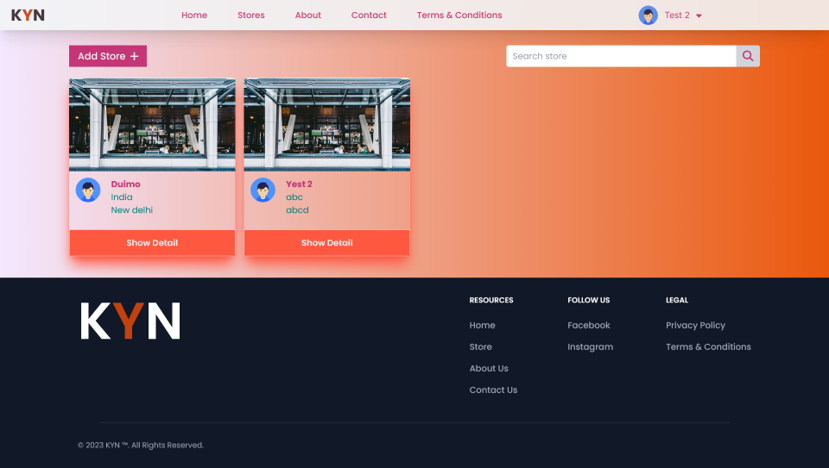 KYN
Home Stores About Contact Terms & Conditions Test 2
Add Store +
Search store
Duimo
India
New delhi
Show Detail
Yest 2
abc
abcd
Show Detail
KYN
RESOURCES
Home
Store
About Us
Contact Us
FOLLOW US
Facebook
Instagram
LEGAL
Privacy Policy
Terms & Conditions
© 2023 KYN ™. All Rights Reserved.